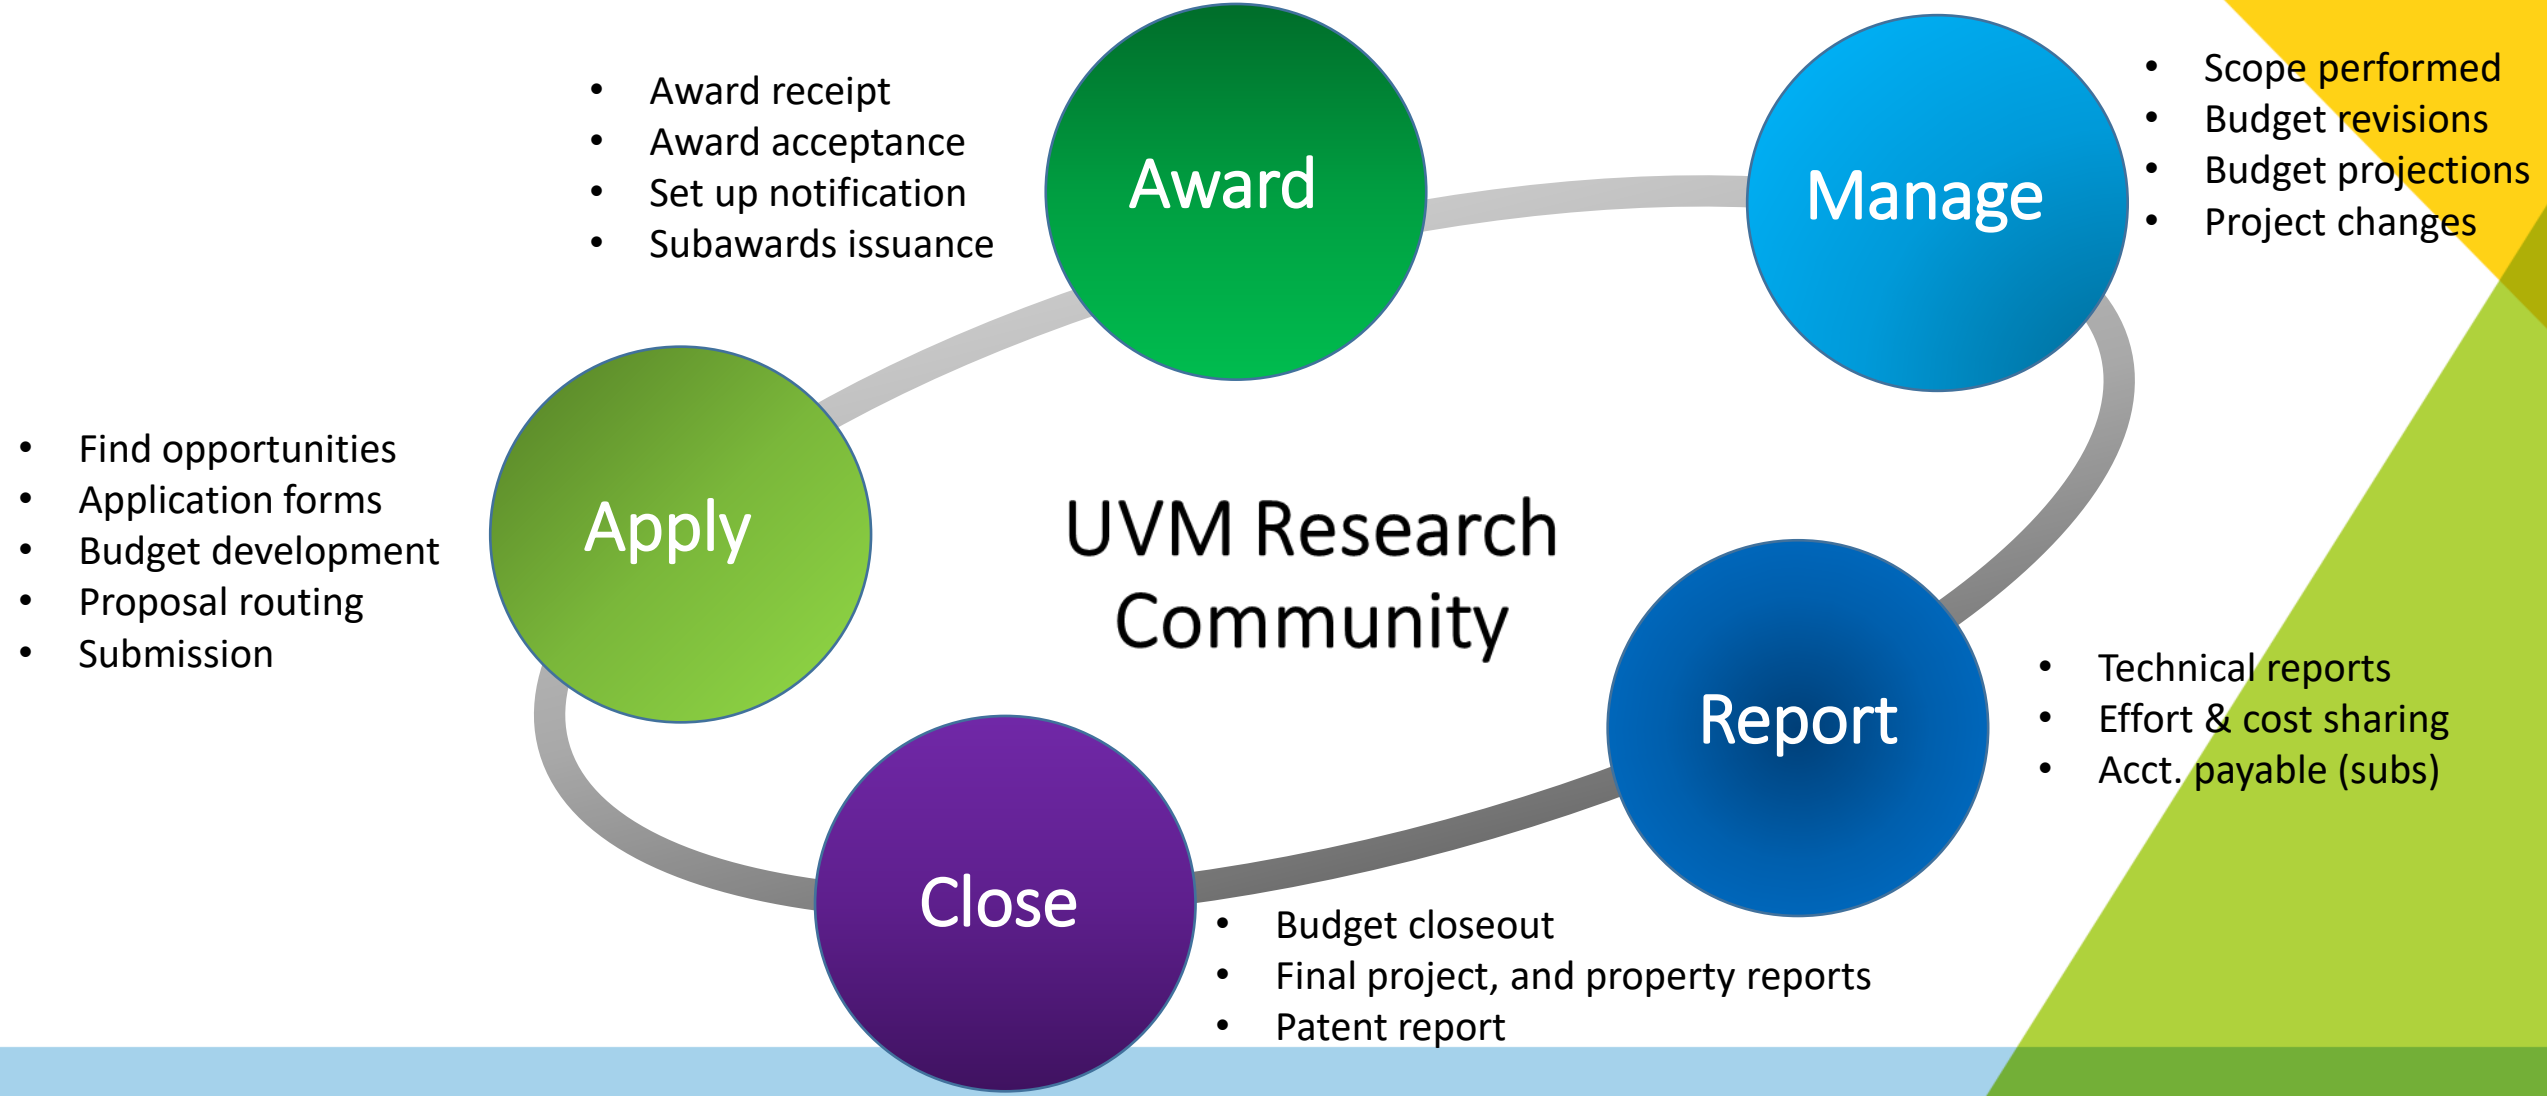 Award
• Award receipt
• Award acceptance
• Set up notification
• Subawards issuance
Manage
• Scope performed
• Budget revisions
• Budget projections
• Project changes
Apply
• Find opportunities
• Application forms
• Budget development
• Proposal routing
• Submission
UVM Research
Community
Report
• Technical reports
• Effort & cost sharing
• Acct. payable (subs)
Close
• Budget closeout
• Final project, and property reports
• Patent report